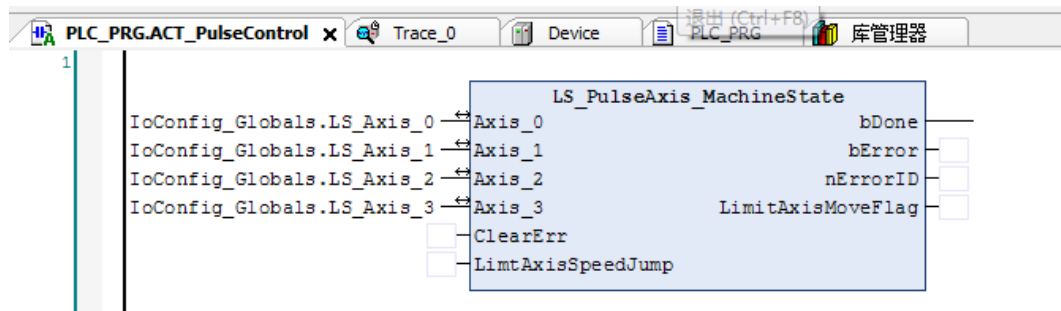 退出 (Ctrl+F8)
PLC_PRG.ACT_PulseControl x Trace_0 Device PLC_PRG 库管理器
1
LS_PulseAxis_MachineState
IoConfig_Globals.LS_Axis_0 Axis_0 bDone
IoConfig_Globals.LS_Axis_1 Axis_1 bError
IoConfig_Globals.LS_Axis_2 Axis_2 nErrorID
IoConfig_Globals.LS_Axis_3 Axis_3 LimitAxisMoveFlag
ClearErr
LimtAxisSpeedJump